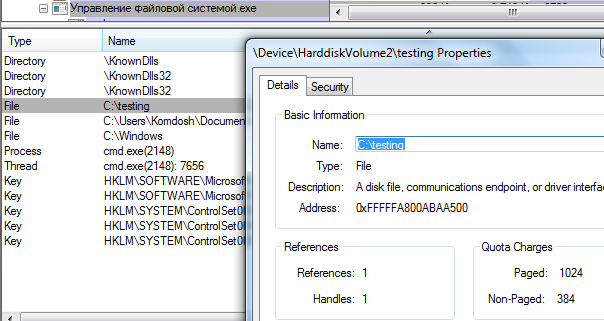 Управление файловой системой.exe
Type Name
Directory \KnownDlls
Directory \KnownDlls32
Directory \KnownDlls32
File C:\testing
File C:\Users\Komdosh\Documen
File C:\Windows
Process cmd.exe(2148)
Thread cmd.exe(2148): 7656
Key HKLM\SOFTWARE\Microsof
Key HKLM\SOFTWARE\Microsof
Key HKLM\SYSTEM\ControlSet00
Key HKLM\SYSTEM\ControlSet00
Key HKLM\SYSTEM\ControlSet00
\Device\HarddiskVolume2\testing Properties
Details Security
Basic Information
Name: C:\testing
Type: File
Description: A disk file, communications endpoint, or driver interfac
Address: 0xFFFFFA800ABAA500
References
References: 1
Handles: 1
Quota Charges
Paged: 1024
Non-Paged: 384